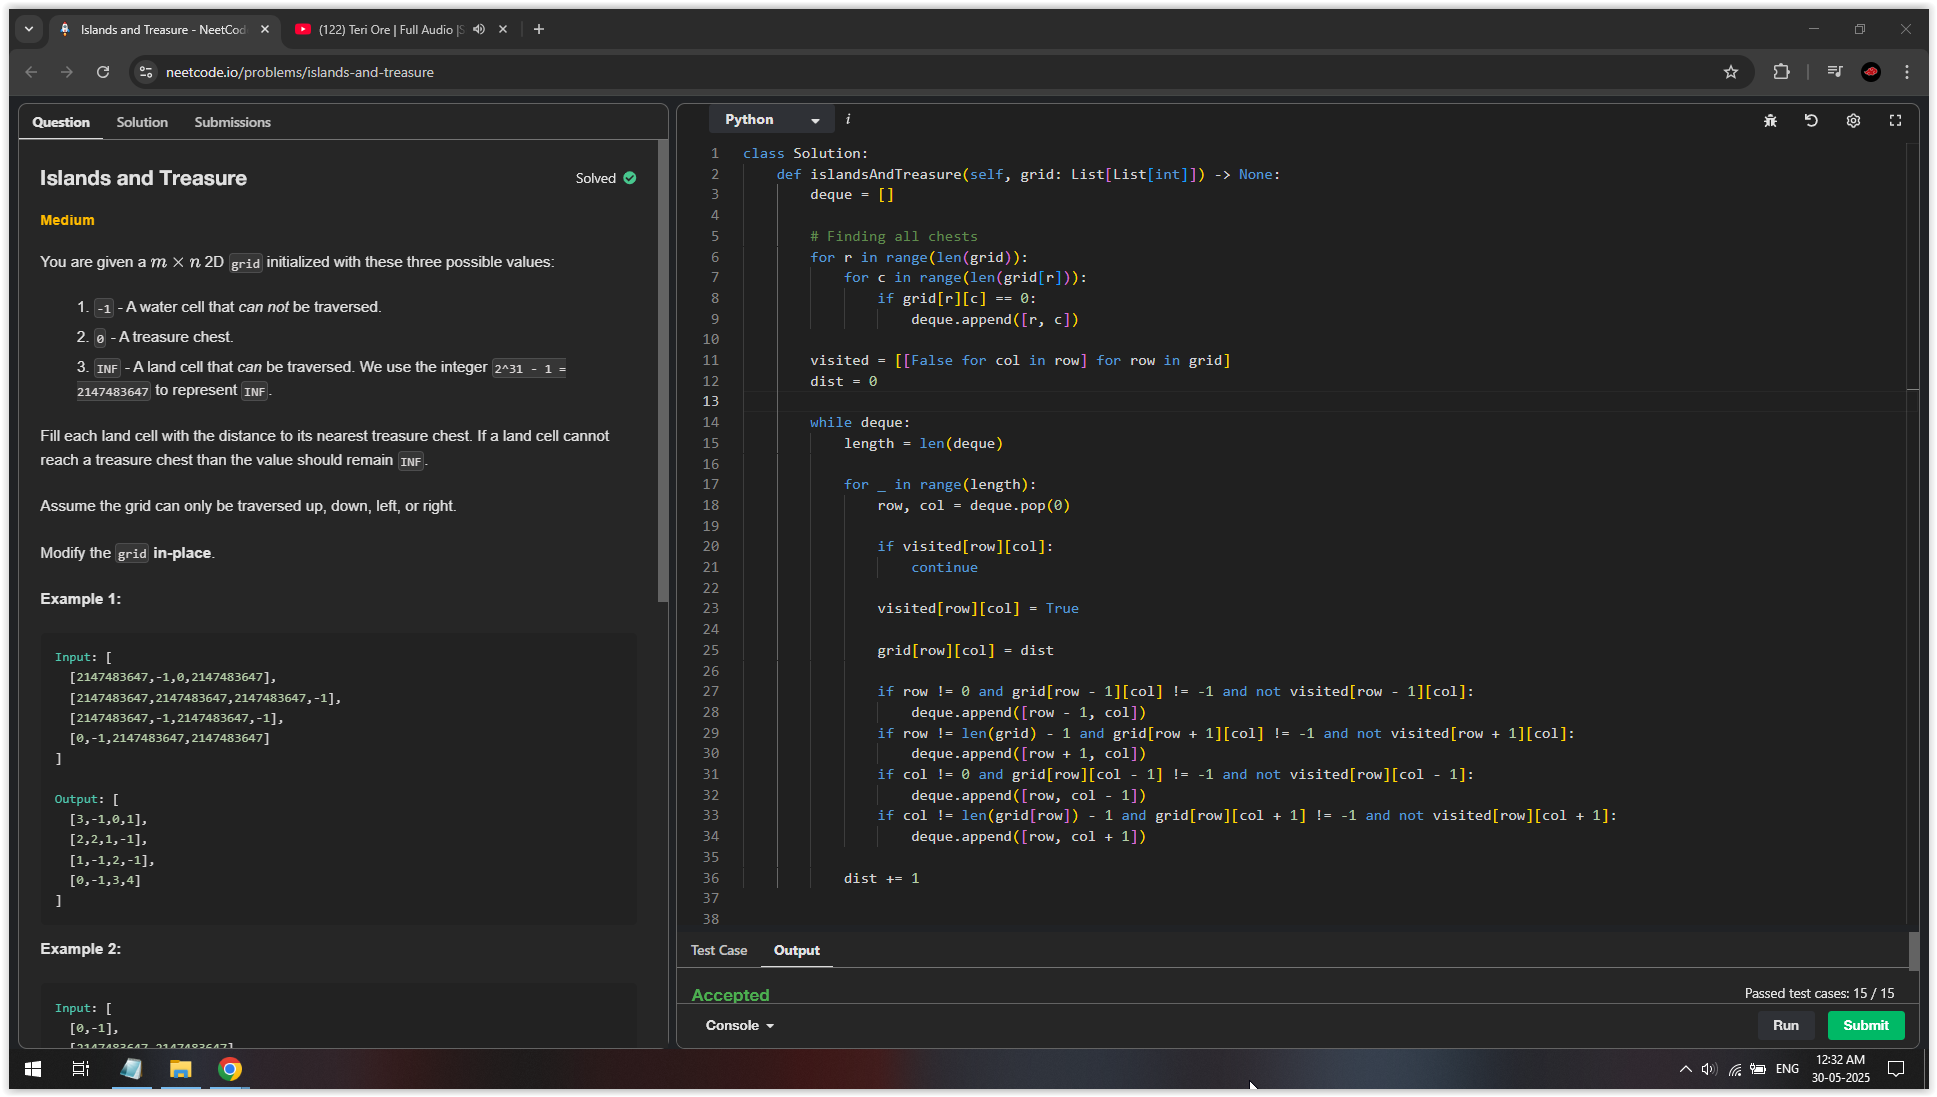 Islands and Treasure - NeetCod
(122) Teri Ore | Full Audio |S
neetcode.io/problems/islands-and-treasure
Question Solution Submissions
Islands and Treasure
Solved
Medium
You are given a m × n 2D grid initialized with these three possible values:
1. -1 - A water cell that can not be traversed.
2. 0 - A treasure chest.
3. INF - A land cell that can be traversed. We use the integer 2^31 - 1 =
2147483647 to represent INF.
Fill each land cell with the distance to its nearest treasure chest. If a land cell cannot
reach a treasure chest than the value should remain INF.
Assume the grid can only be traversed up, down, left, or right.
Modify the grid in-place.
Example 1:
Input: [
[2147483647,-1,0,2147483647],
[2147483647,2147483647,2147483647,-1],
[2147483647,-1,2147483647,-1],
[0,-1,2147483647,2147483647]
]
Output: [
[3,-1,0,1],
[2,2,1,-1],
[1,-1,2,-1],
[0,-1,3,4]
]
Example 2:
Input: [
[0,-1],
[2147483647,2147483647]
Python i
1 class Solution:
2 def islandsAndTreasure(self, grid: List[List[int]]) -> None:
3 deque = []
4
5 # Finding all chests
6 for r in range(len(grid)):
7 for c in range(len(grid[r])):
8 if grid[r][c] == 0:
9 deque.append([r, c])
10
11 visited = [[False for col in row] for row in grid]
12 dist = 0
13
14 while deque:
15 length = len(deque)
16
17 for _ in range(length):
18 row, col = deque.pop(0)
19
20 if visited[row][col]:
21 continue
22
23 visited[row][col] = True
24
25 grid[row][col] = dist
26
27 if row != 0 and grid[row - 1][col] != -1 and not visited[row - 1][col]:
28 deque.append([row - 1, col])
29 if row != len(grid) - 1 and grid[row + 1][col] != -1 and not visited[row + 1][col]:
30 deque.append([row + 1, col])
31 if col != 0 and grid[row][col - 1] != -1 and not visited[row][col - 1]:
32 deque.append([row, col - 1])
33 if col != len(grid[row]) - 1 and grid[row][col + 1] != -1 and not visited[row][col + 1]:
34 deque.append([row, col + 1])
35
36 dist += 1
37
38
Test Case Output
Accepted
Passed test cases: 15 / 15
Console
Run Submit
ENG
12:32 AM
30-05-2025